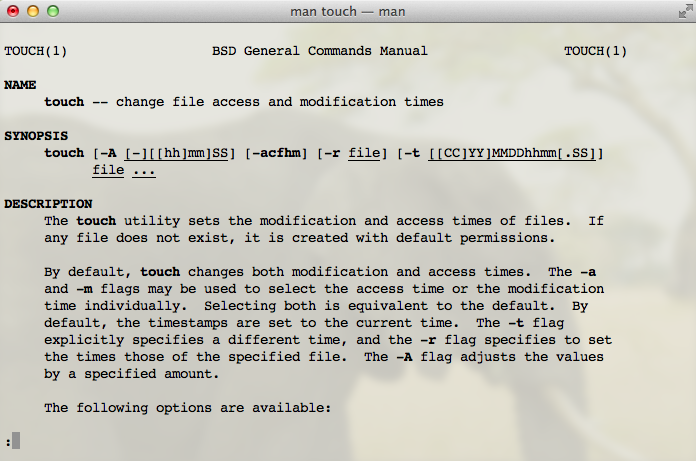 man touch — man
TOUCH(1) BSD General Commands Manual TOUCH(1)
NAME
touch -- change file access and modification times
SYNOPSIS
touch [-A [-][[hh]mm]SS] [-acfhm] [-r file] [-t [[CC]YY]MMDDhhmm[.SS]]
file ...
DESCRIPTION
The touch utility sets the modification and access times of files.  If
any file does not exist, it is created with default permissions.
By default, touch changes both modification and access times.  The -a
and -m flags may be used to select the access time or the modification
time individually.  Selecting both is equivalent to the default.  By
default, the timestamps are set to the current time.  The -t flag
explicitly specifies a different time, and the -r flag specifies to set
the times those of the specified file.  The -A flag adjusts the values
by a specified amount.
The following options are available:
: